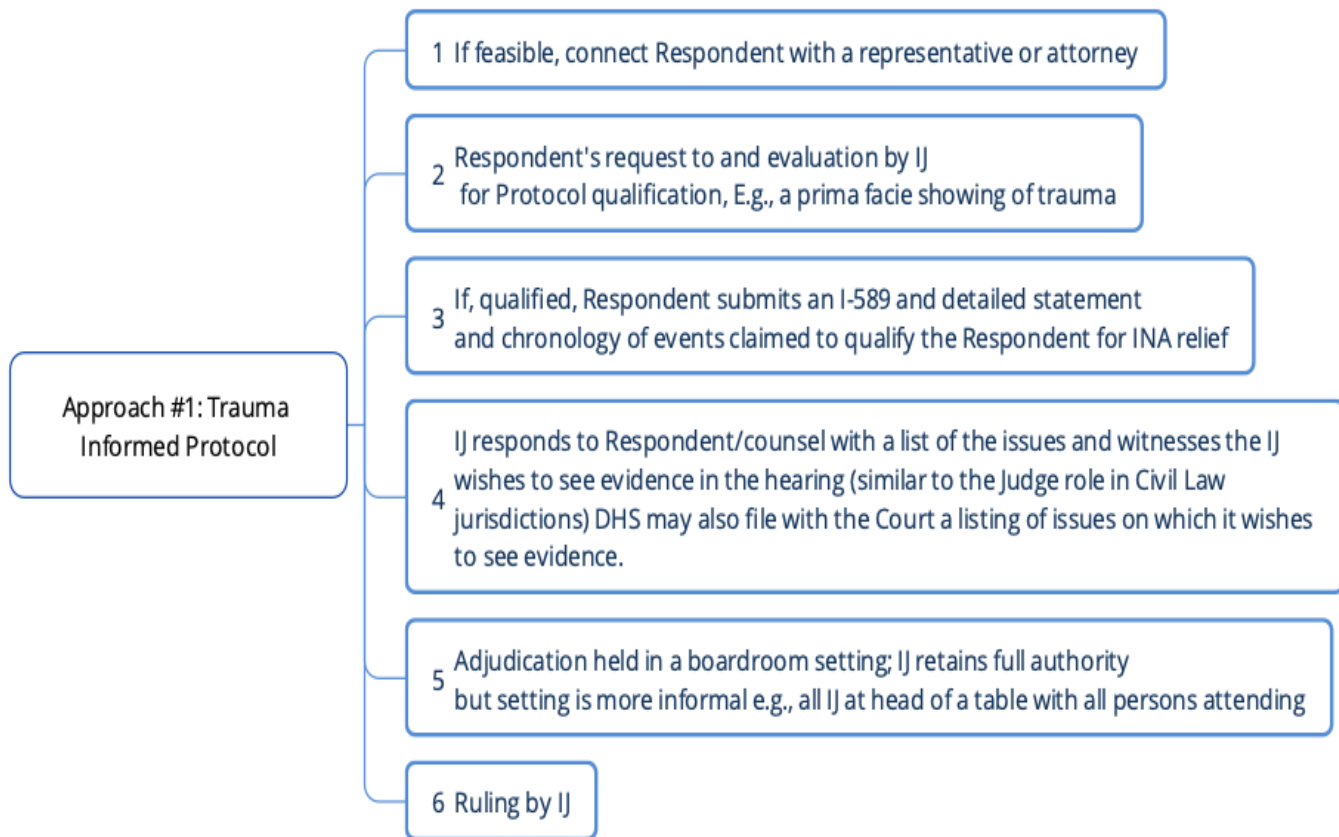 Approach #1: Trauma
Informed Protocol
1 If feasible, connect Respondent with a representative or attorney
2 Respondent's request to and evaluation by IJ
for Protocol qualification, E.g., a prima facie showing of trauma
3 If, qualified, Respondent submits an I-589 and detailed statement
and chronology of events claimed to qualify the Respondent for INA relief
4 IJ responds to Respondent/counsel with a list of the issues and witnesses the IJ
wishes to see evidence in the hearing (similar to the Judge role in Civil Law
jurisdictions) DHS may also file with the Court a listing of issues on which it wishes
to see evidence.
5 Adjudication held in a boardroom setting; IJ retains full authority
but setting is more informal e.g., all IJ at head of a table with all persons attending
6 Ruling by IJ